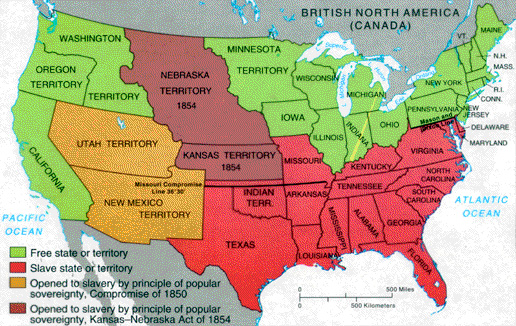 BRITISH NORTH AMERICA
(CANADA)
WASHINGTON
TERRITORY
OREGON
TERRITORY
NEBRASKA
TERRITORY
1854
MINNESOTA
TERRITORY
WISCONSIN
MICHIGAN
VT.
MAINE
N.H.
MASS.
NEW YORK
R.I.
CONN.
PENNSYLVANIA
NEW
JERSEY
Mason and
Dixon Line
DELAWARE
MARYLAND
IOWA
ILLINOIS
INDIANA
OHIO
CALIFORNIA
UTAH TERRITORY
KANSAS TERRITORY
1854
MISSOURI
KENTUCKY
VIRGINIA
Missouri Compromise
Line 36°30'
NEW MEXICO
TERRITORY
INDIAN
TERR.
ARKANSAS
TENNESSEE
NORTH
CAROLINA
SOUTH
CAROLINA
TEXAS
LOUISIANA
MISSISSIPPI
ALABAMA
GEORGIA
FLORIDA
PACIFIC
OCEAN
ATLANTIC
OCEAN
Free state or territory
Slave state or territory
Opened to slavery by principle of popular
sovereignty, Compromise of 1850
Opened to slavery by principle of popular
sovereignty, Kansas–Nebraska Act of 1854
0
500 Miles
0
500 Kilometers